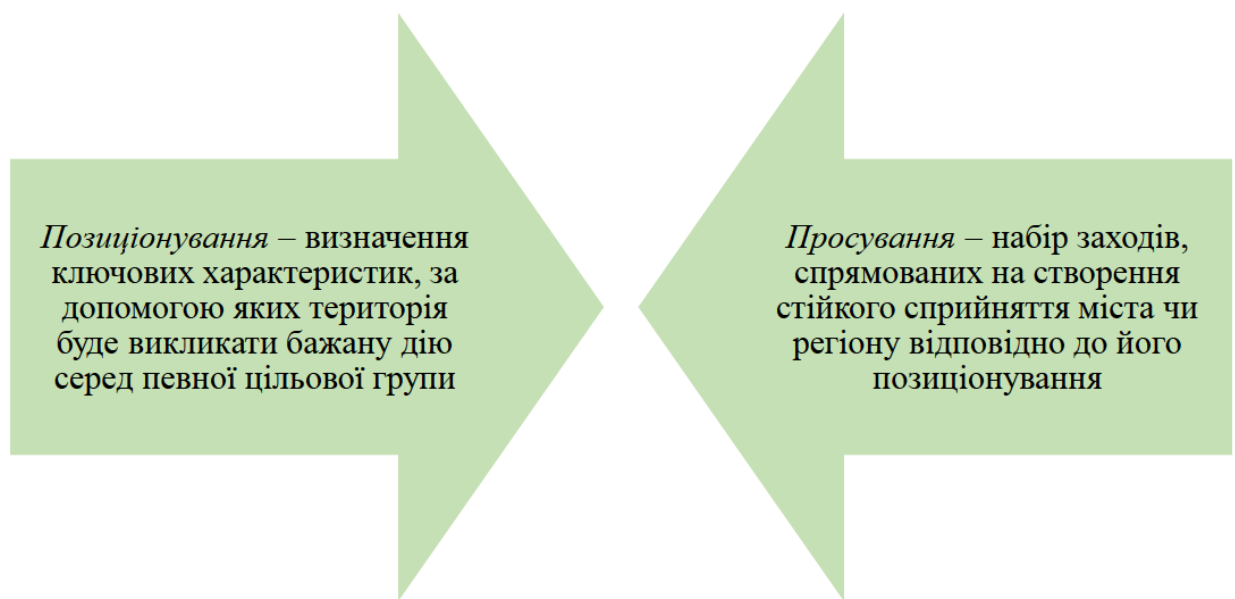 Позиціонування – визначення
ключових характеристик, за
допомогою яких територія
буде викликати бажану дію
серед певної цільової групи
Просування – набір заходів,
спрямованих на створення
стійкого сприйняття міста чи
регіону відповідно до його
позиціонування